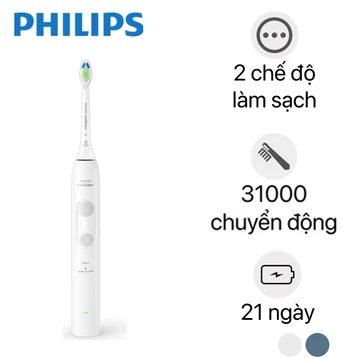 PHILIPS
2 chế độ
làm sạch
31000
chuyển động
21 ngày